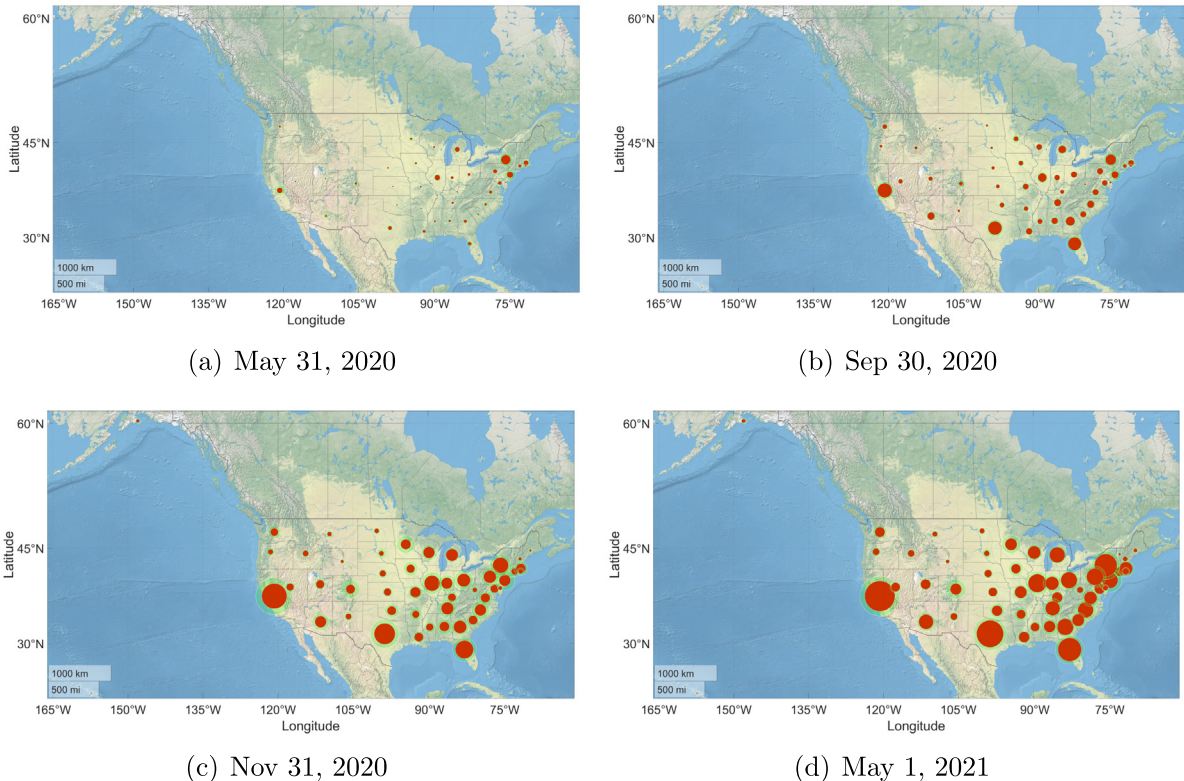 60°N
45°N
30°N
Latitude
1000 km
500 mi
165°W 150°W 135°W 120°W 105°W 90°W 75°W
Longitude
(a) May 31, 2020
60°N
45°N
30°N
Latitude
1000 km
500 mi
165°W 150°W 135°W 120°W 105°W 90°W 75°W
Longitude
(b) Sep 30, 2020
60°N
45°N
30°N
Latitude
1000 km
500 mi
165°W 150°W 135°W 120°W 105°W 90°W 75°W
Longitude
(c) Nov 31, 2020
60°N
45°N
30°N
Latitude
1000 km
500 mi
165°W 150°W 135°W 120°W 105°W 90°W 75°W
Longitude
(d) May 1, 2021